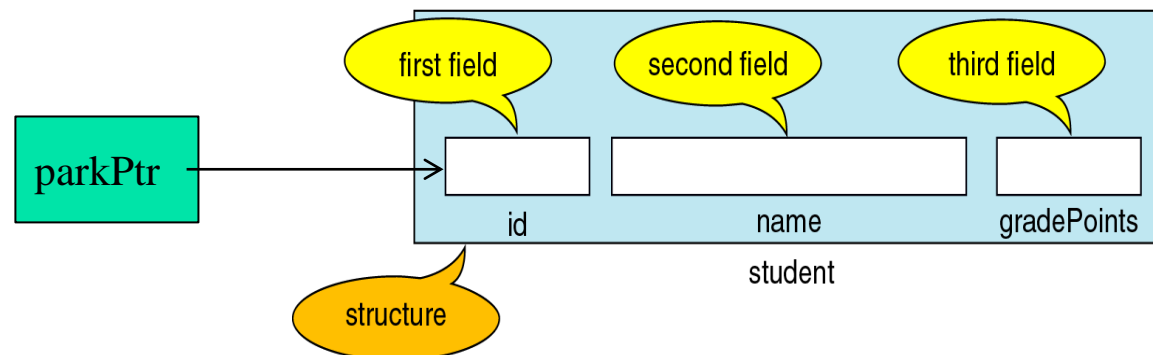 first field
second field
third field
parkPtr
id
name
gradePoints
student
structure